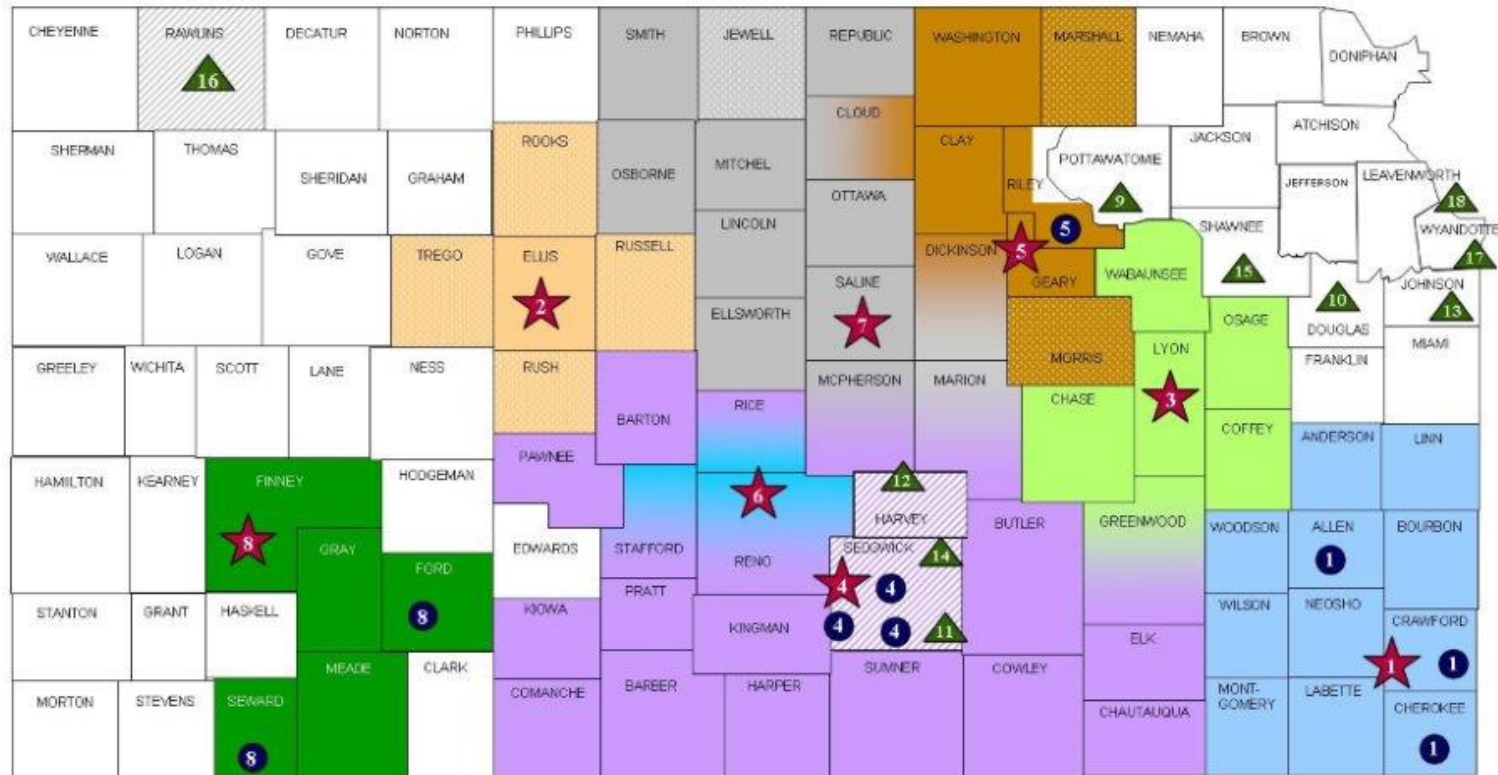 CHEYENNE
RAWLINS
DECATUR
NORTON
PHILLIPS
SMITH
JEWELL
REPUBLIC
WASHINGTON
MARSHALL
NEMAHA
BROWN
DONIPHAN
16
CLOUD
SHERMAN
THOMAS
SHERIDAN
GRAHAM
ROOKS
OSBORNE
MITCHEL
OTTAWA
CLAY
RILEY
POTTAWATOMIE
JACKSON
ATCHISON
JEFFERSON
LEAVENWORTH
9
18
WALLACE
LOGAN
GOVE
TREGO
ELLIS
RUSSELL
LINCOLN
DICKINSON
5
5
SHAWNEE
WYANDOTTE
2
ELLSWORTH
SALINE
7
GEARY
WABAUNSEE
15
10
DOUGLAS
17
JOHNSON
13
GREELEY
WICHITA
SCOTT
LANE
NESS
RUSH
BARTON
RICE
MCPHERSON
MARION
MORRIS
CHASE
LYON
3
OSAGE
FRANKLIN
MIAMI
HAMILTON
KEARNEY
FINNEY
HODGEMAN
PAWNEE
6
12
HARVEY
COFFEY
ANDERSON
LINN
8
GRAY
FORD
8
EDWARDS
STAFFORD
RENO
SEDGWICK
14
BUTLER
GREENWOOD
WOODSON
ALLEN
1
BOURBON
STANTON
GRANT
HASKELL
KIOWA
PRATT
KINGMAN
4
4
4
4
11
ELK
WILSON
NEOSHO
CRAWFORD
1
1
MORTON
STEVENS
SEWARD
8
MEADE
CLARK
COMANCHE
BARBER
HARPER
SUMNER
COWLEY
CHAUTAUQUA
MONT-
GOMERY
LABETTE
CHEROKEE
1